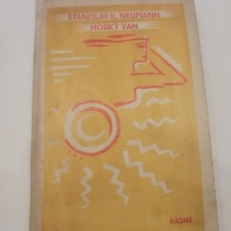 STANISLAV K. NEUMANN
HORKÝ VAN
BÁSNĚ